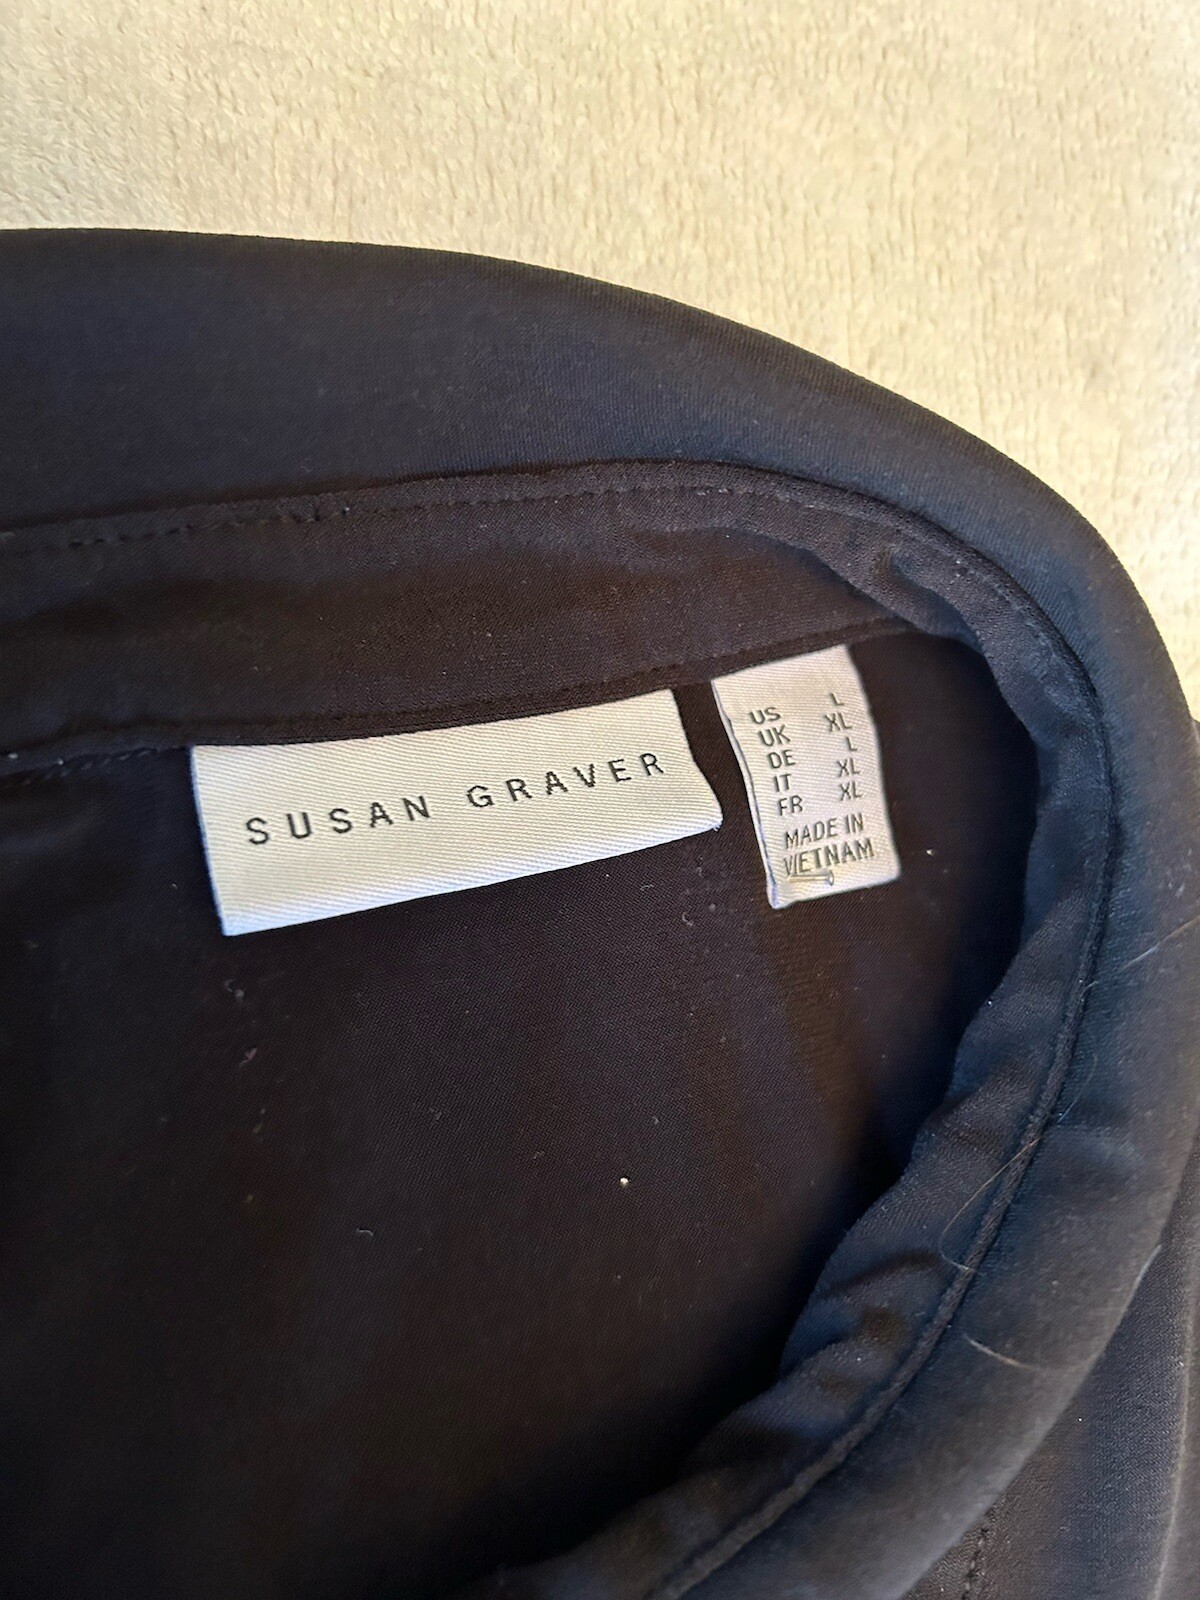 SUSAN GRAVER
US L
UK XL
DE L
IT XL
FR XL
MADE IN
VIETNAM